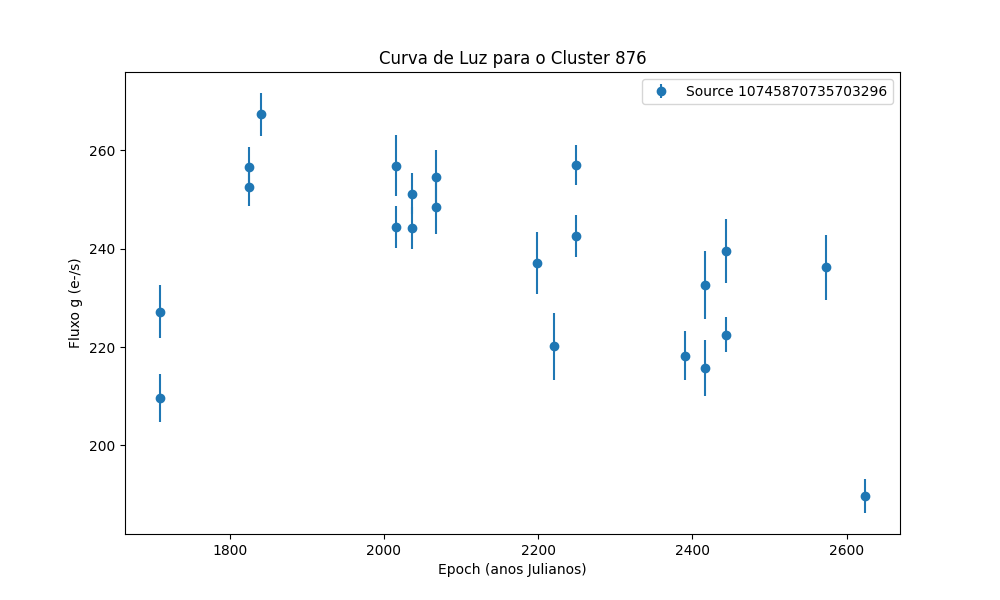 Curva de Luz para o Cluster 876
Source 10745870735703296
Fluxo g (e-/s)
260
240
220
200
1800
2000
2200
2400
2600
Epoch (anos Julianos)